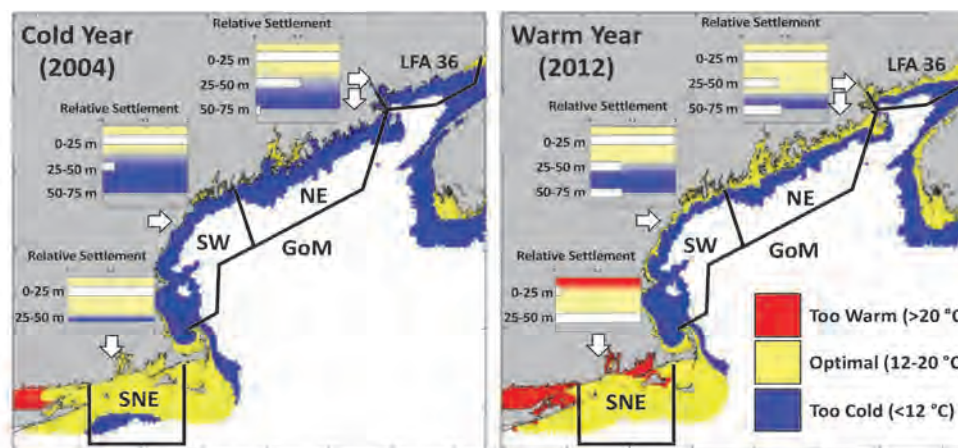 Cold Year
(2004)
Relative Settlement
0-25 m
25-50 m
50-75 m
LFA 36
Relative Settlement
0-25 m
25-50 m
50-75 m
NE
SW
GoM
Relative Settlement
0-25 m
25-50 m
SNE
Warm Year
(2012)
Relative Settlement
0-25 m
25-50 m
50-75 m
LFA 36
Relative Settlement
0-25 m
25-50 m
50-75 m
NE
SW
GoM
Relative Settlement
0-25 m
25-50 m
SNE
Too Warm (>20 °C
Optimal (12-20 °C
Too Cold (<12 °C)